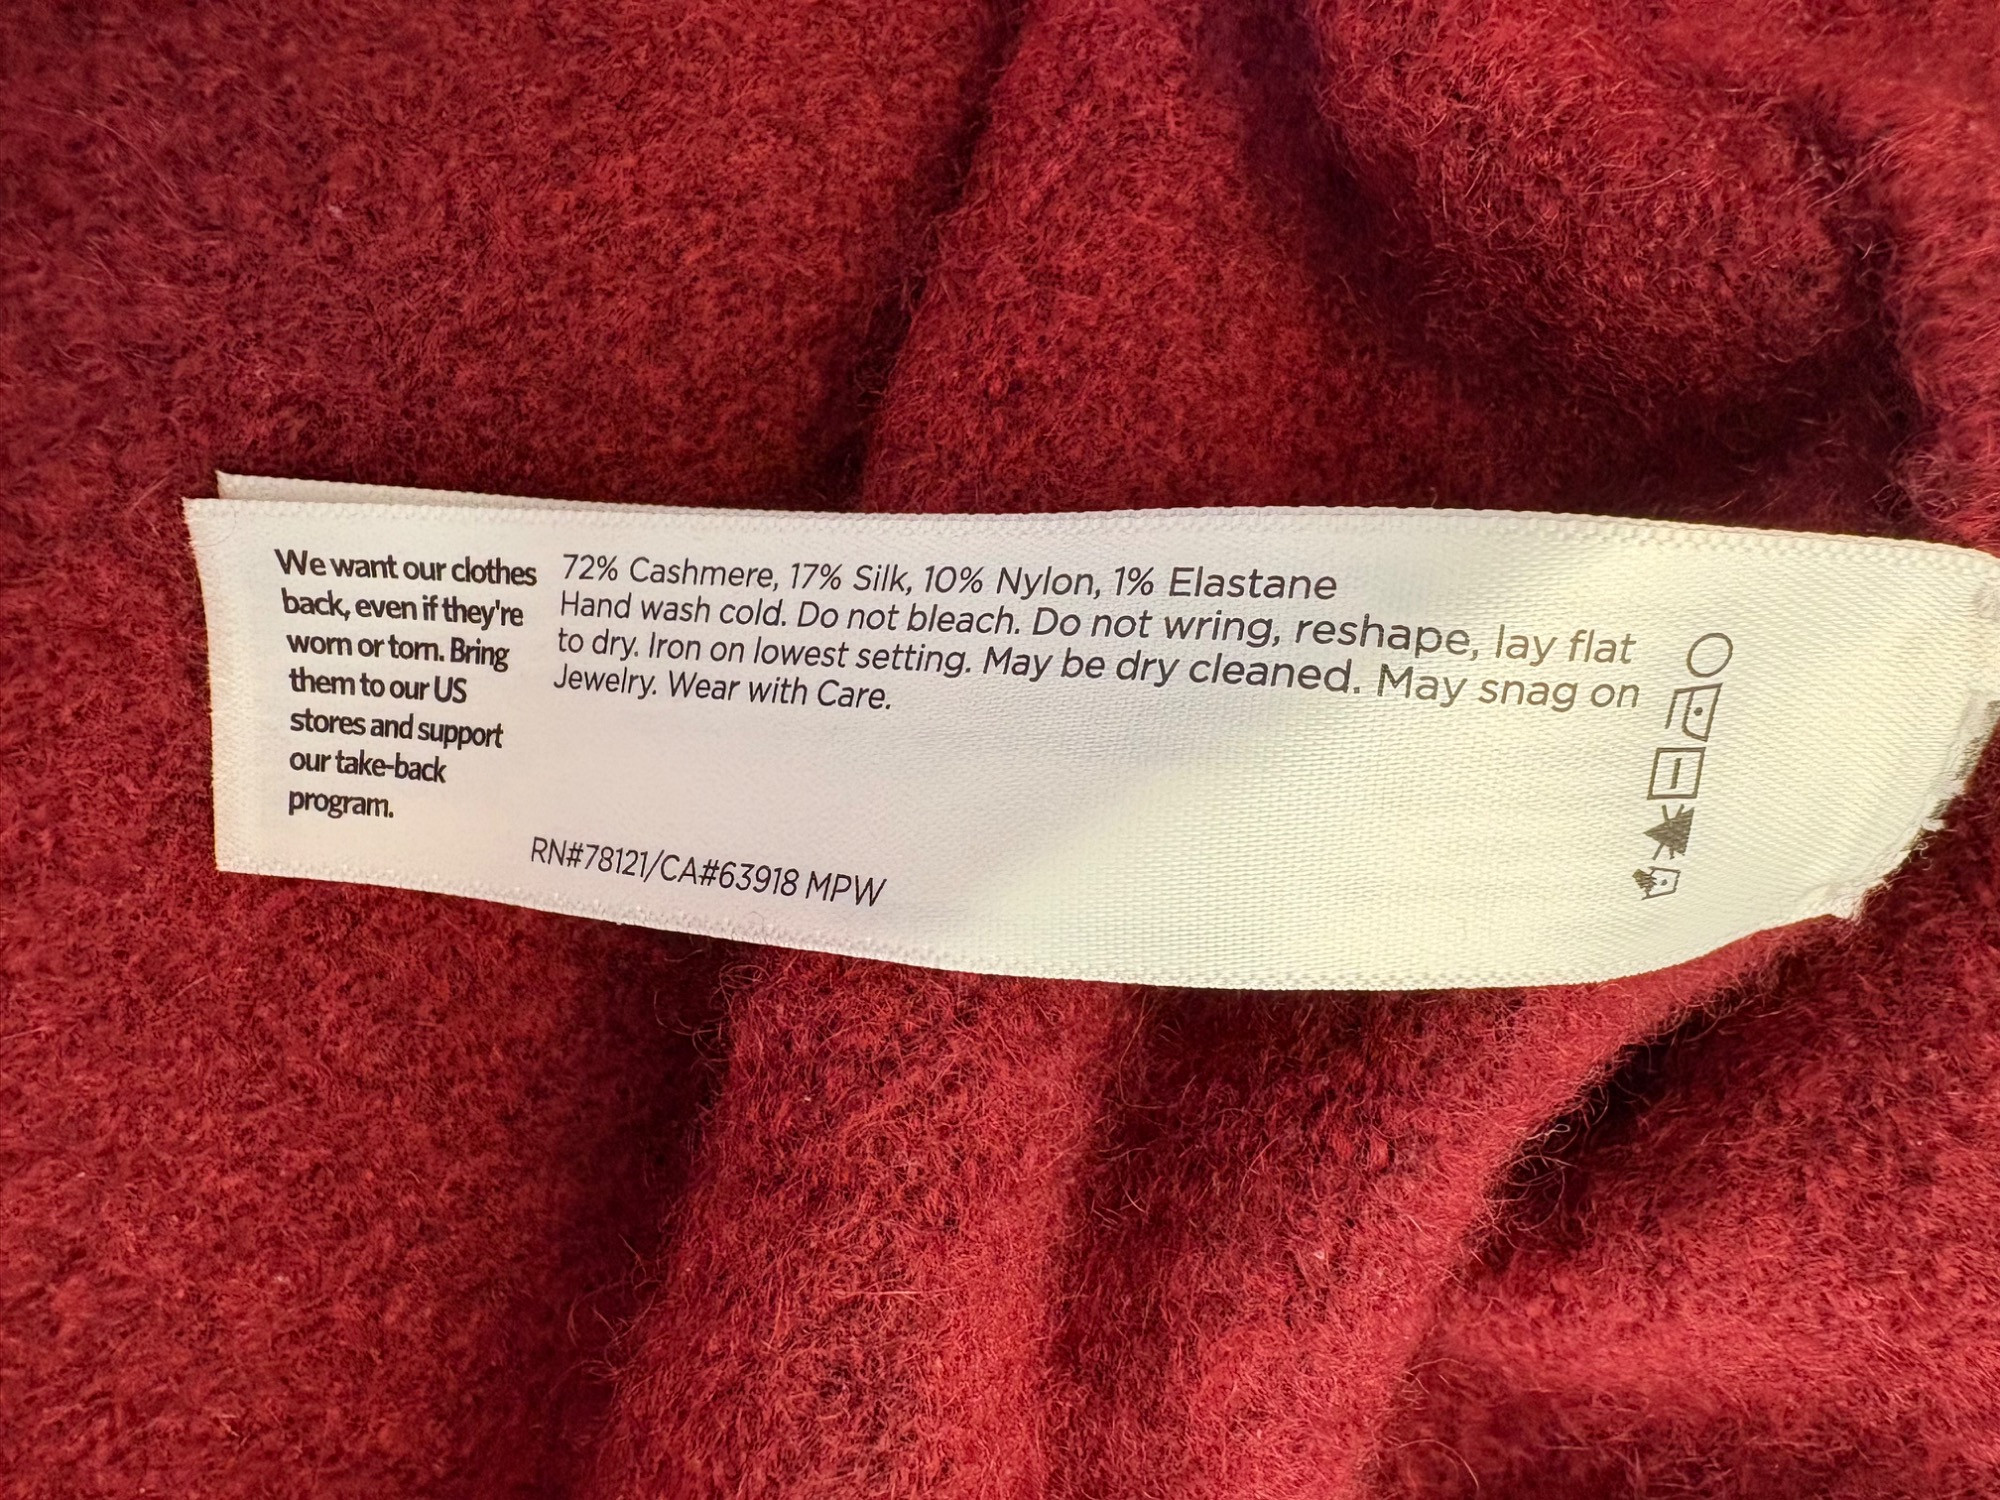 We want our clothes
back, even if they're
worn or torn. Bring
them to our US
stores and support
our take-back
program.
72% Cashmere, 17% Silk, 10% Nylon, 1% Elastane
Hand wash cold. Do not bleach. Do not wring, reshape, lay flat
to dry. Iron on lowest setting. May be dry cleaned. May snag on
Jewelry. Wear with Care.
RN#78121/CA#63918 MPW